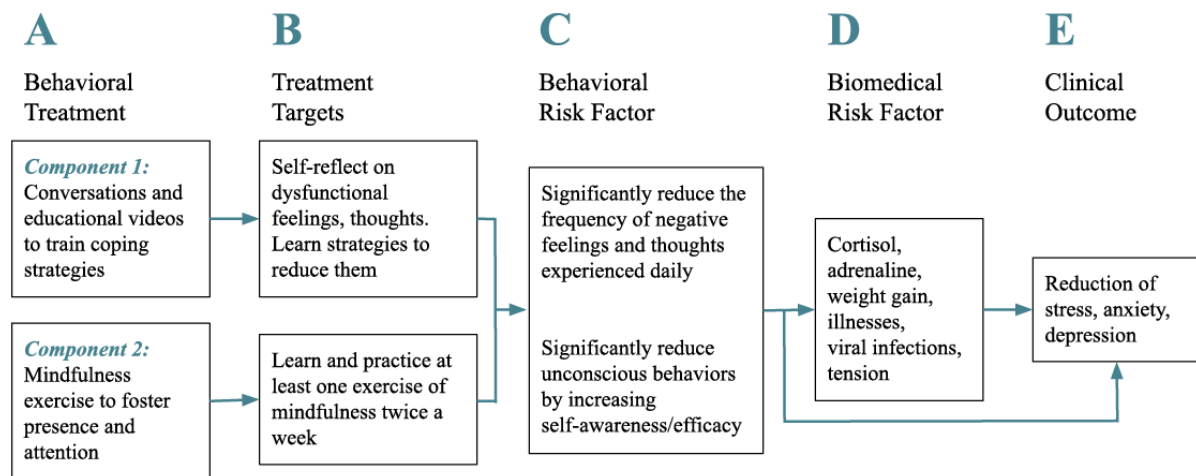 A
Behavioral
Treatment
B
Treatment
Targets
C
Behavioral
Risk Factor
D
Biomedical
Risk Factor
E
Clinical
Outcome
Component 1:
Conversations and
educational videos
to train coping
strategies
Self-reflect on
dysfunctional
feelings, thoughts.
Learn strategies to
reduce them
Component 2:
Mindfulness
exercise to foster
presence and
attention
Learn and practice at
least one exercise of
mindfulness twice a
week
Significantly reduce the
frequency of negative
feelings and thoughts
experienced daily
Significantly reduce
unconscious behaviors
by increasing
self-awareness/efficacy
Cortisol,
adrenaline,
weight gain,
illnesses,
viral infections,
tension
Reduction of
stress, anxiety,
depression